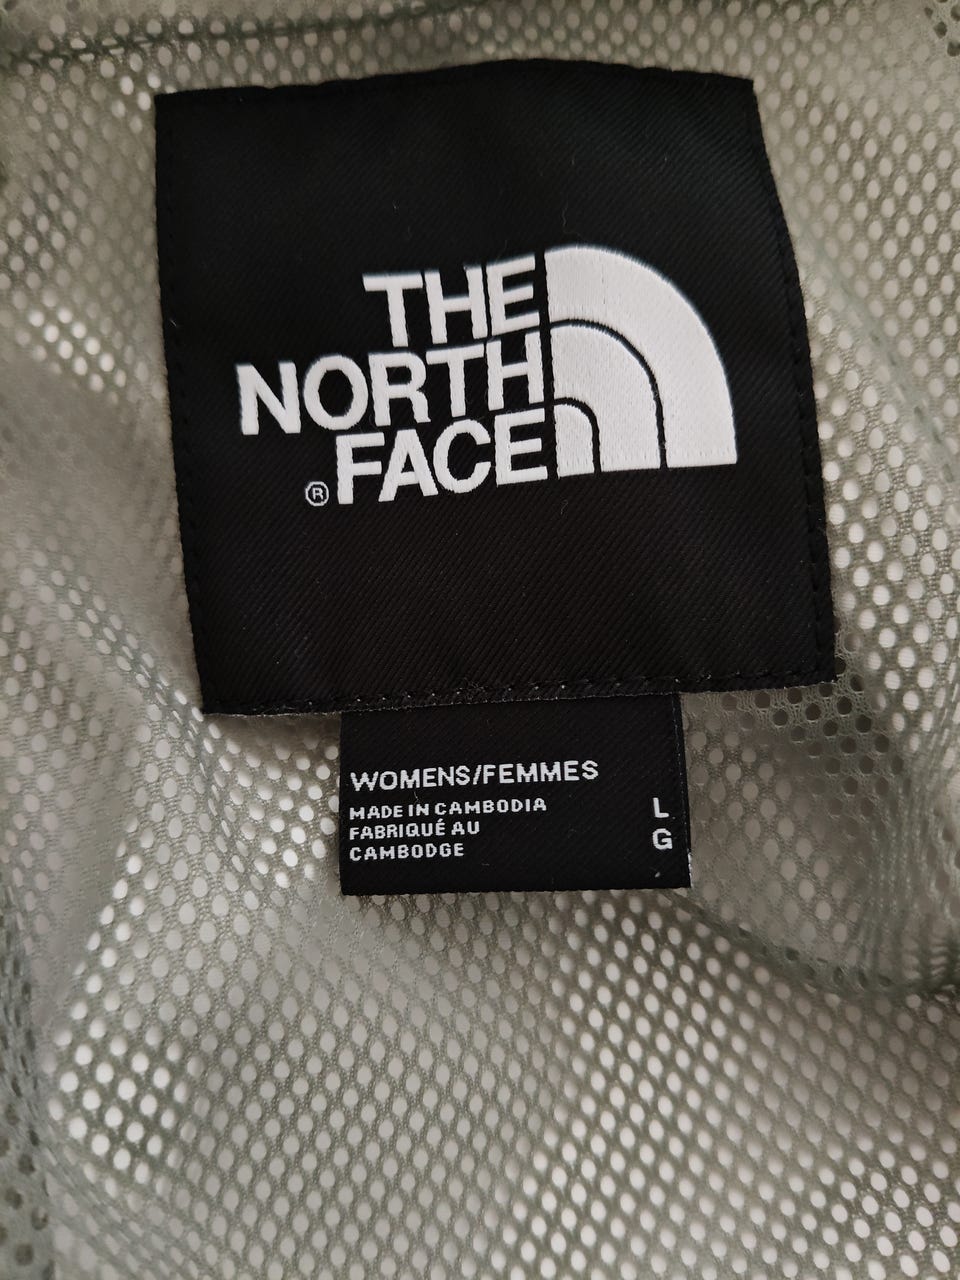 THE
NORTH
FACE
®
WOMENS/FEMMES
MADE IN CAMBODIA
FABRIQUÉ AU
CAMBODGE
L
G